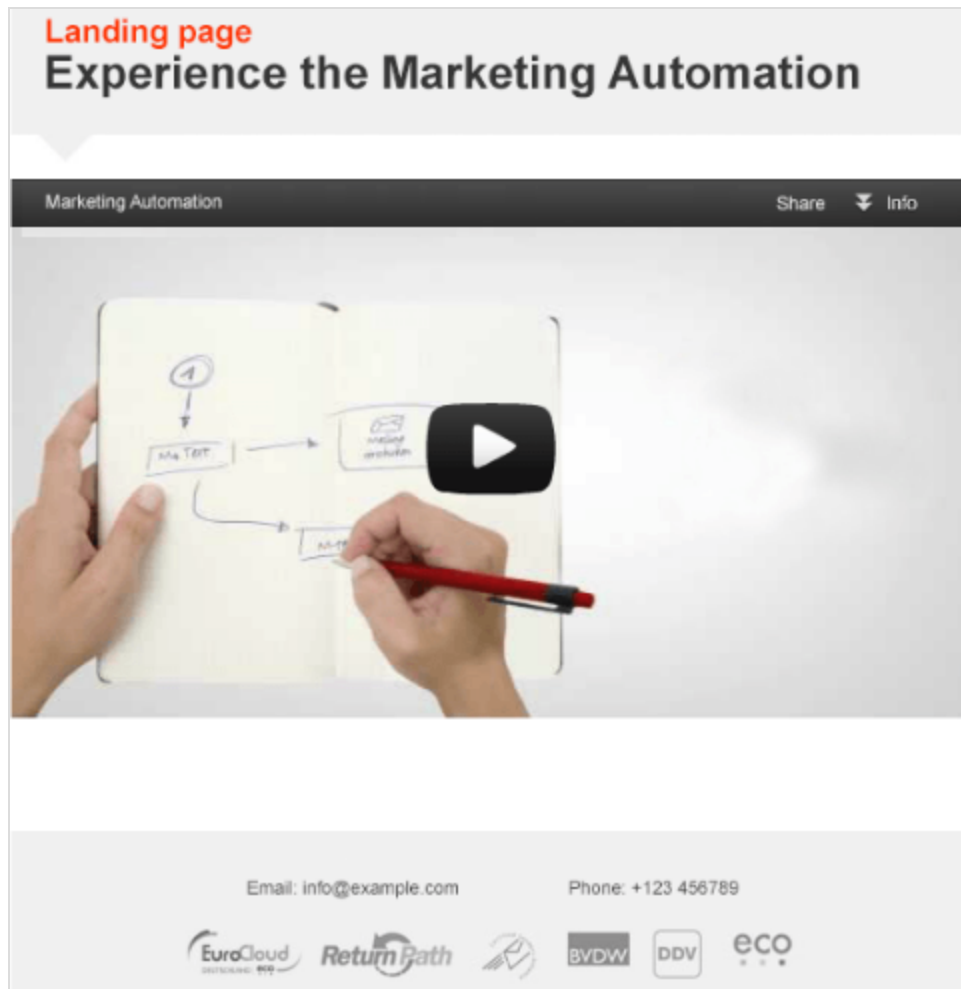 Landing page
Experience the Marketing Automation
Marketing Automation
Share Info
1
Mailing
Email: info@example.com Phone: +123 456789
EuroCloud
DEUTSCHLAND eco
Return Path
BVDW
DDV
eco